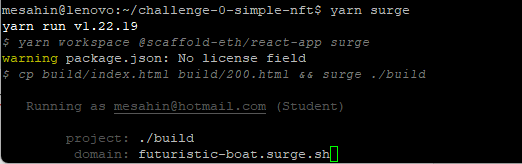 mesahin@lenovo:~/challenge-0-simple-nft$ yarn surge
yarn run v1.22.19
$ yarn workspace @scaffold-eth/react-app surge
warning package.json: No license field
$ cp build/index.html build/200.html && surge ./build
Running as mesahin@hotmail.com (Student)
project: ./build
domain: futuristic-boat.surge.sh